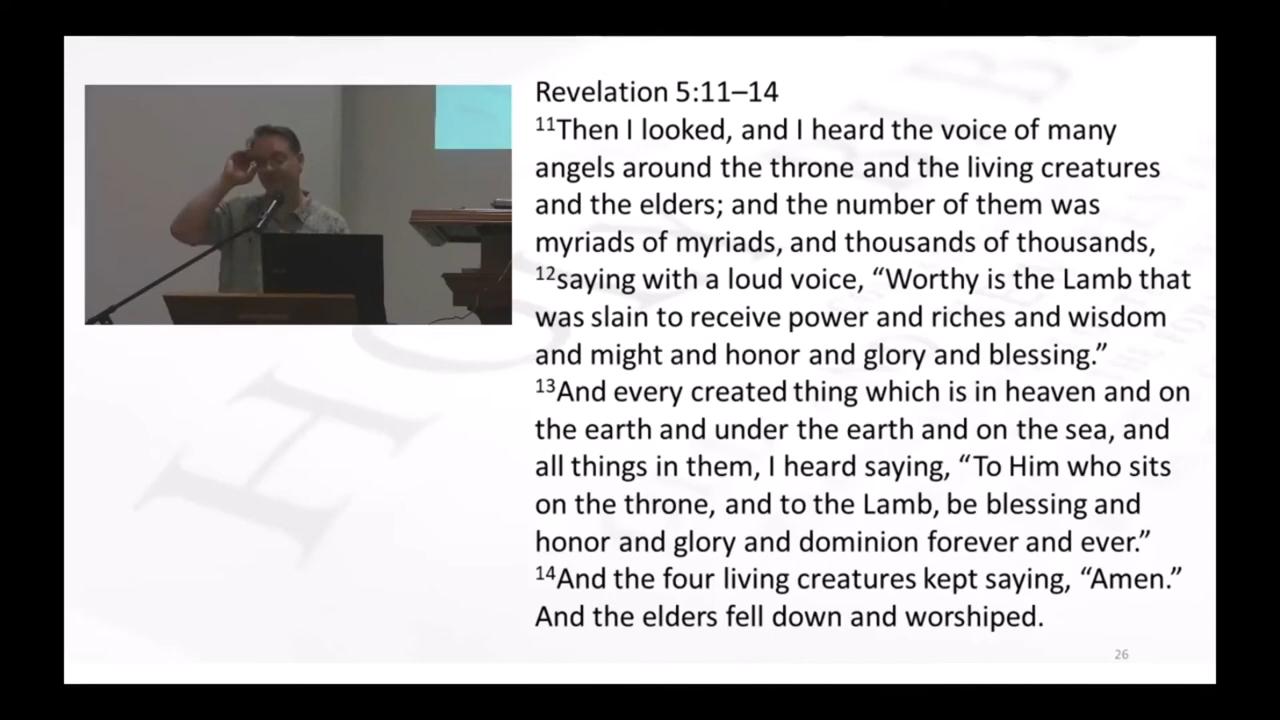 Revelation 5:11–14
¹¹Then I looked, and I heard the voice of many
angels around the throne and the living creatures
and the elders; and the number of them was
myriads of myriads, and thousands of thousands,
¹²saying with a loud voice, “Worthy is the Lamb that
was slain to receive power and riches and wisdom
and might and honor and glory and blessing.”
¹³And every created thing which is in heaven and on
the earth and under the earth and on the sea, and
all things in them, I heard saying, “To Him who sits
on the throne, and to the Lamb, be blessing and
honor and glory and dominion forever and ever.”
¹⁴And the four living creatures kept saying, “Amen.”
And the elders fell down and worshiped.
26